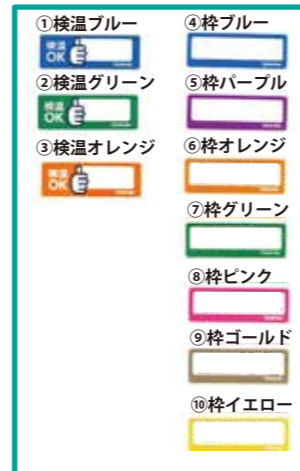 ①検温ブルー
検温
OK
②検温グリーン
検温
OK
③検温オレンジ
検温
OK
④枠ブルー
⑤枠パープル
⑥枠オレンジ
⑦枠グリーン
⑧枠ピンク
⑨枠ゴールド
⑩枠イエロー